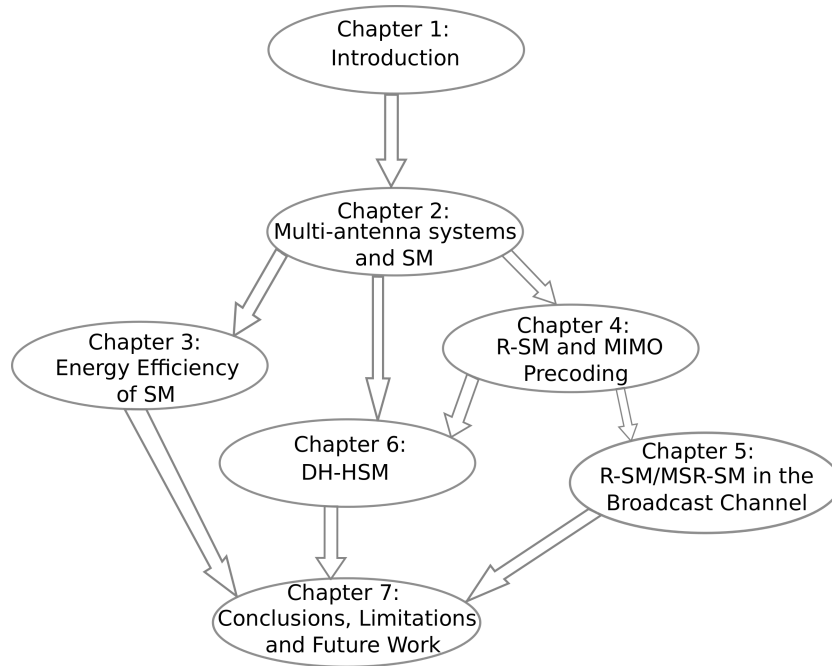 Chapter 1:
Introduction
Chapter 2:
Multi-antenna systems
and SM
Chapter 3:
Energy Efficiency
of SM
Chapter 4:
R-SM and MIMO
Precoding
Chapter 6:
DH-HSM
Chapter 5:
R-SM/MSR-SM in the
Broadcast Channel
Chapter 7:
Conclusions, Limitations
and Future Work